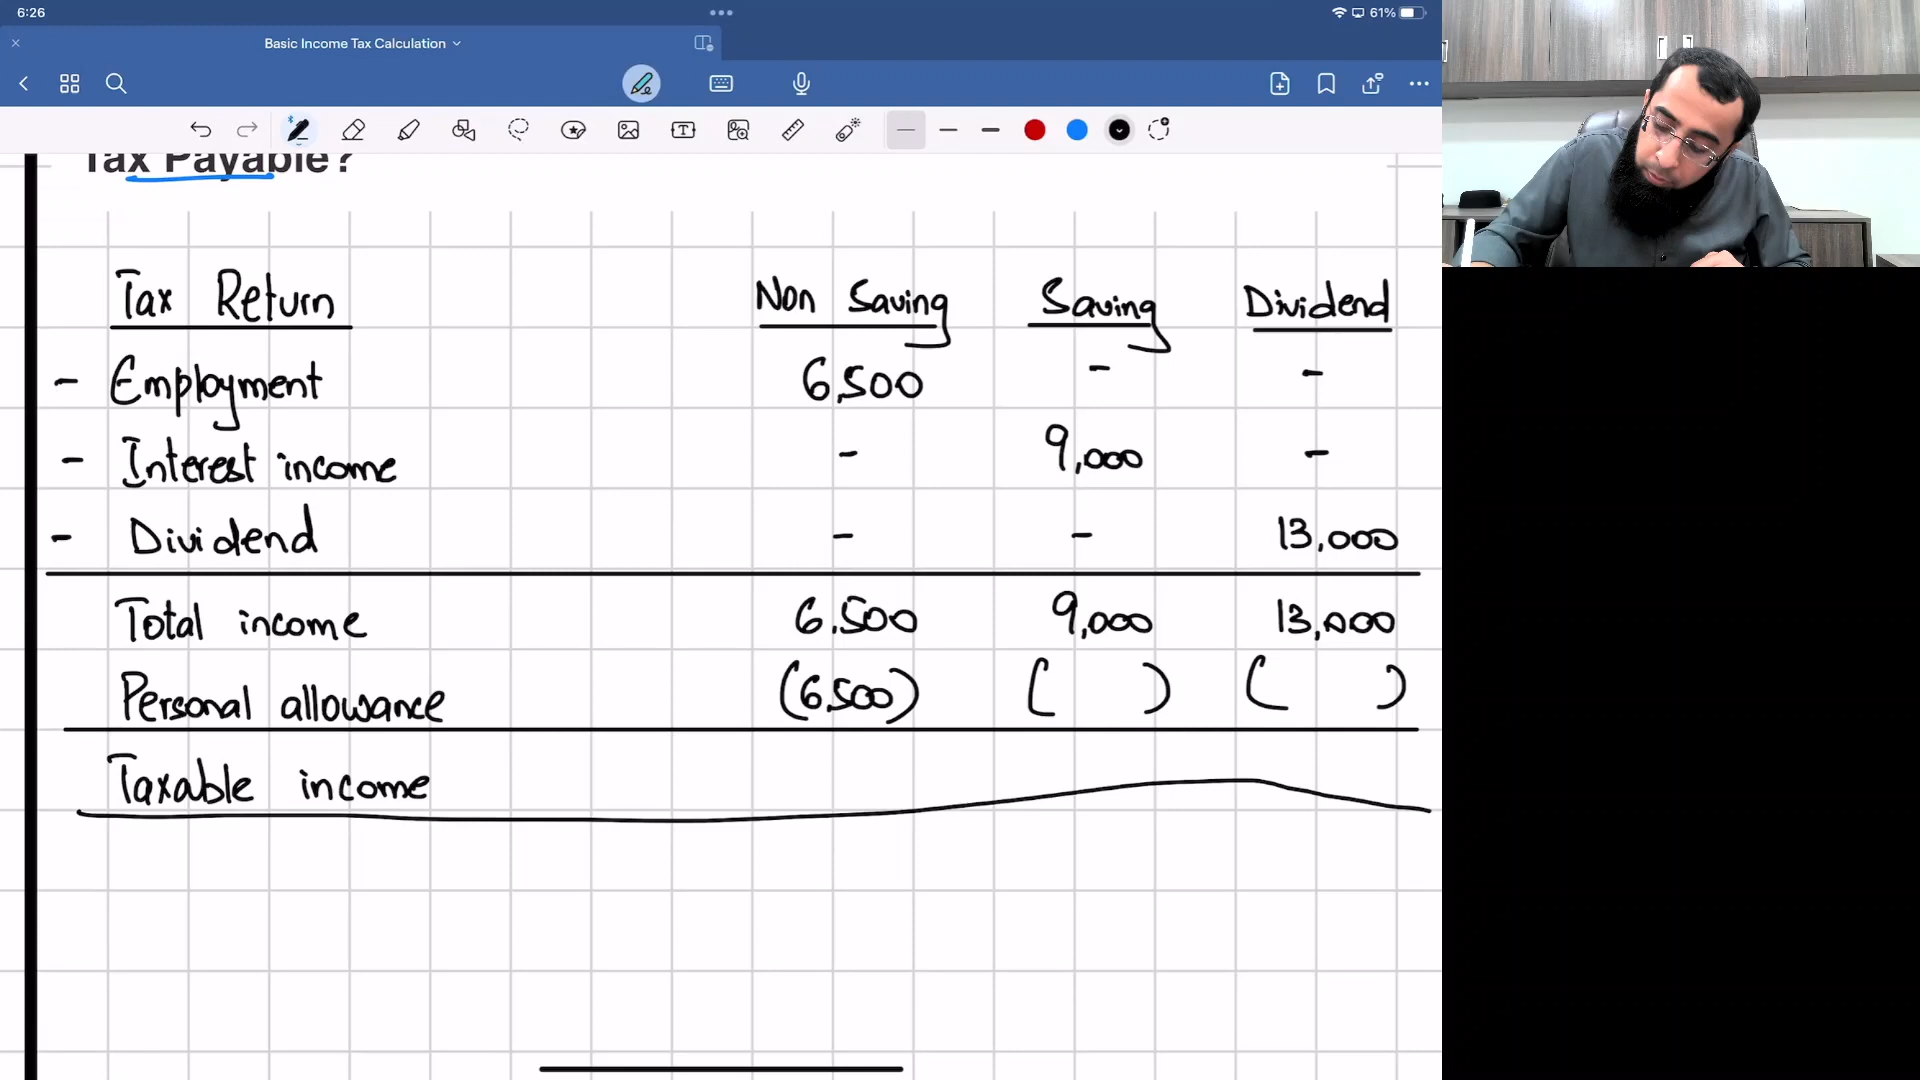 6:26
61%
Basic Income Tax Calculation
Tax Payable?
Tax Return Non Saving Saving Dividend
- Employment 6,500 - -
- Interest income - 9,000 -
- Dividend - - 13,000
Total income 6.500 9,000 13,000
Personal allowance (6,500) ( ) ( )
Taxable income